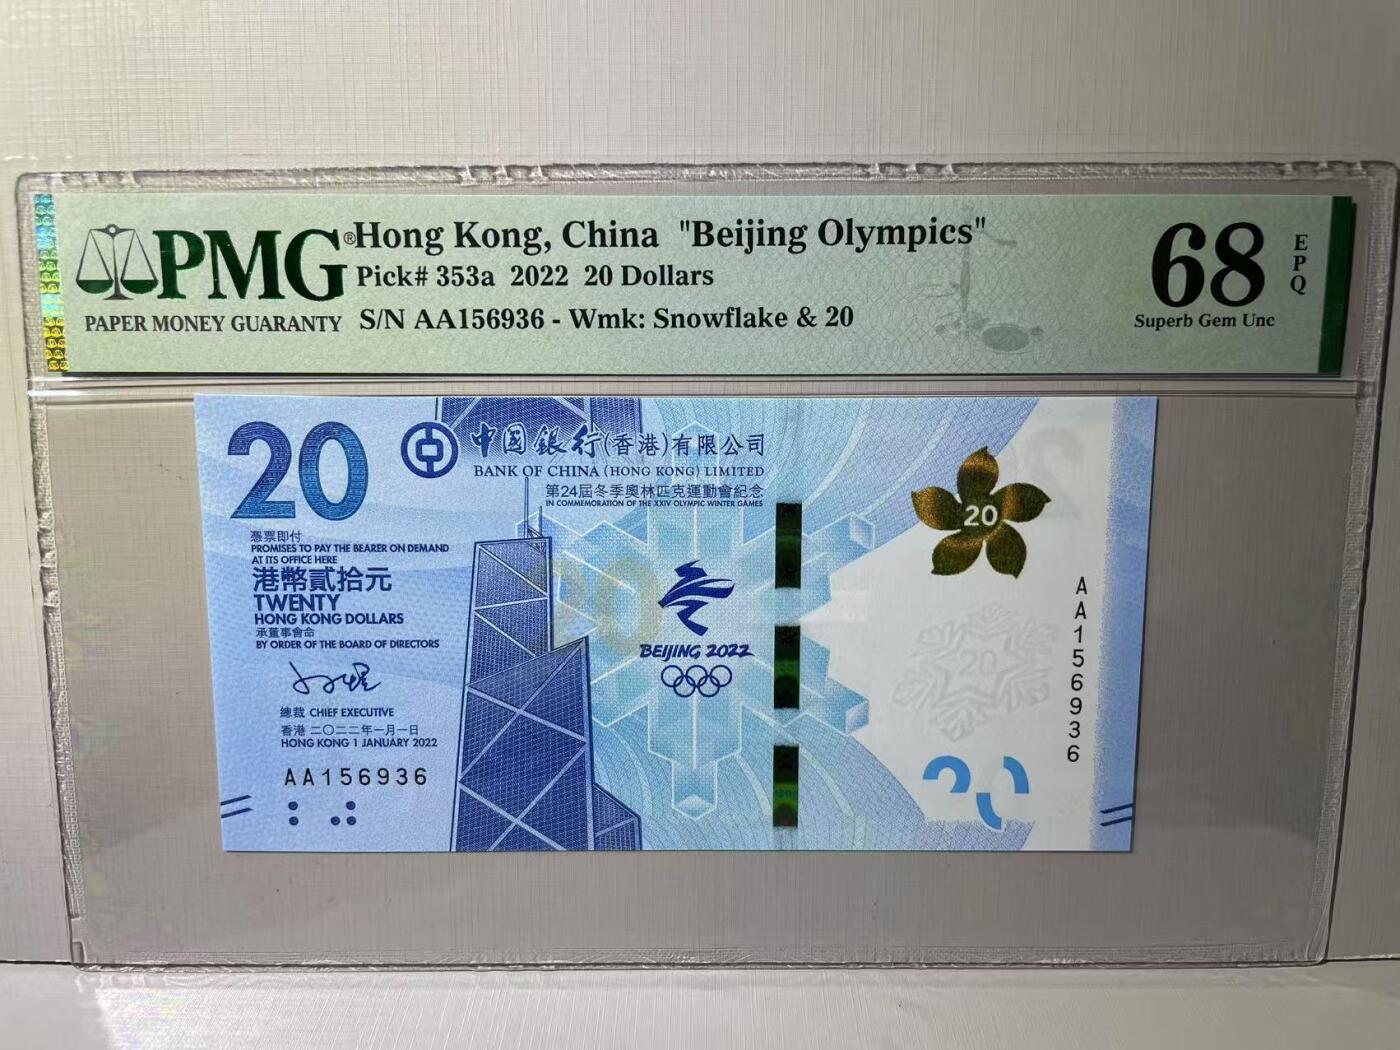 PMG®
PAPER MONEY GUARANTY
Hong Kong, China "Beijing Olympics"
Pick# 353a 2022 20 Dollars
S/N AA156936 - Wmk: Snowflake & 20
68
EPQ
Superb Gem Unc
20
中國銀行(香港)有限公司
BANK OF CHINA (HONG KONG) LIMITED
第24屆冬季奧林匹克運動會紀念
IN COMMEMORATION OF THE XXIV OLYMPIC WINTER GAMES
憑票即付
PROMISES TO PAY THE BEARER ON DEMAND
AT ITS OFFICE HERE
港幣貳拾元
TWENTY
HONG KONG DOLLARS
承董事會命
BY ORDER OF THE BOARD OF DIRECTORS
總裁 CHIEF EXECUTIVE
香港 二〇二二年一月一日
HONG KONG 1 JANUARY 2022
AA156936
20
BEIJING 2022
20
20
AA156936
20